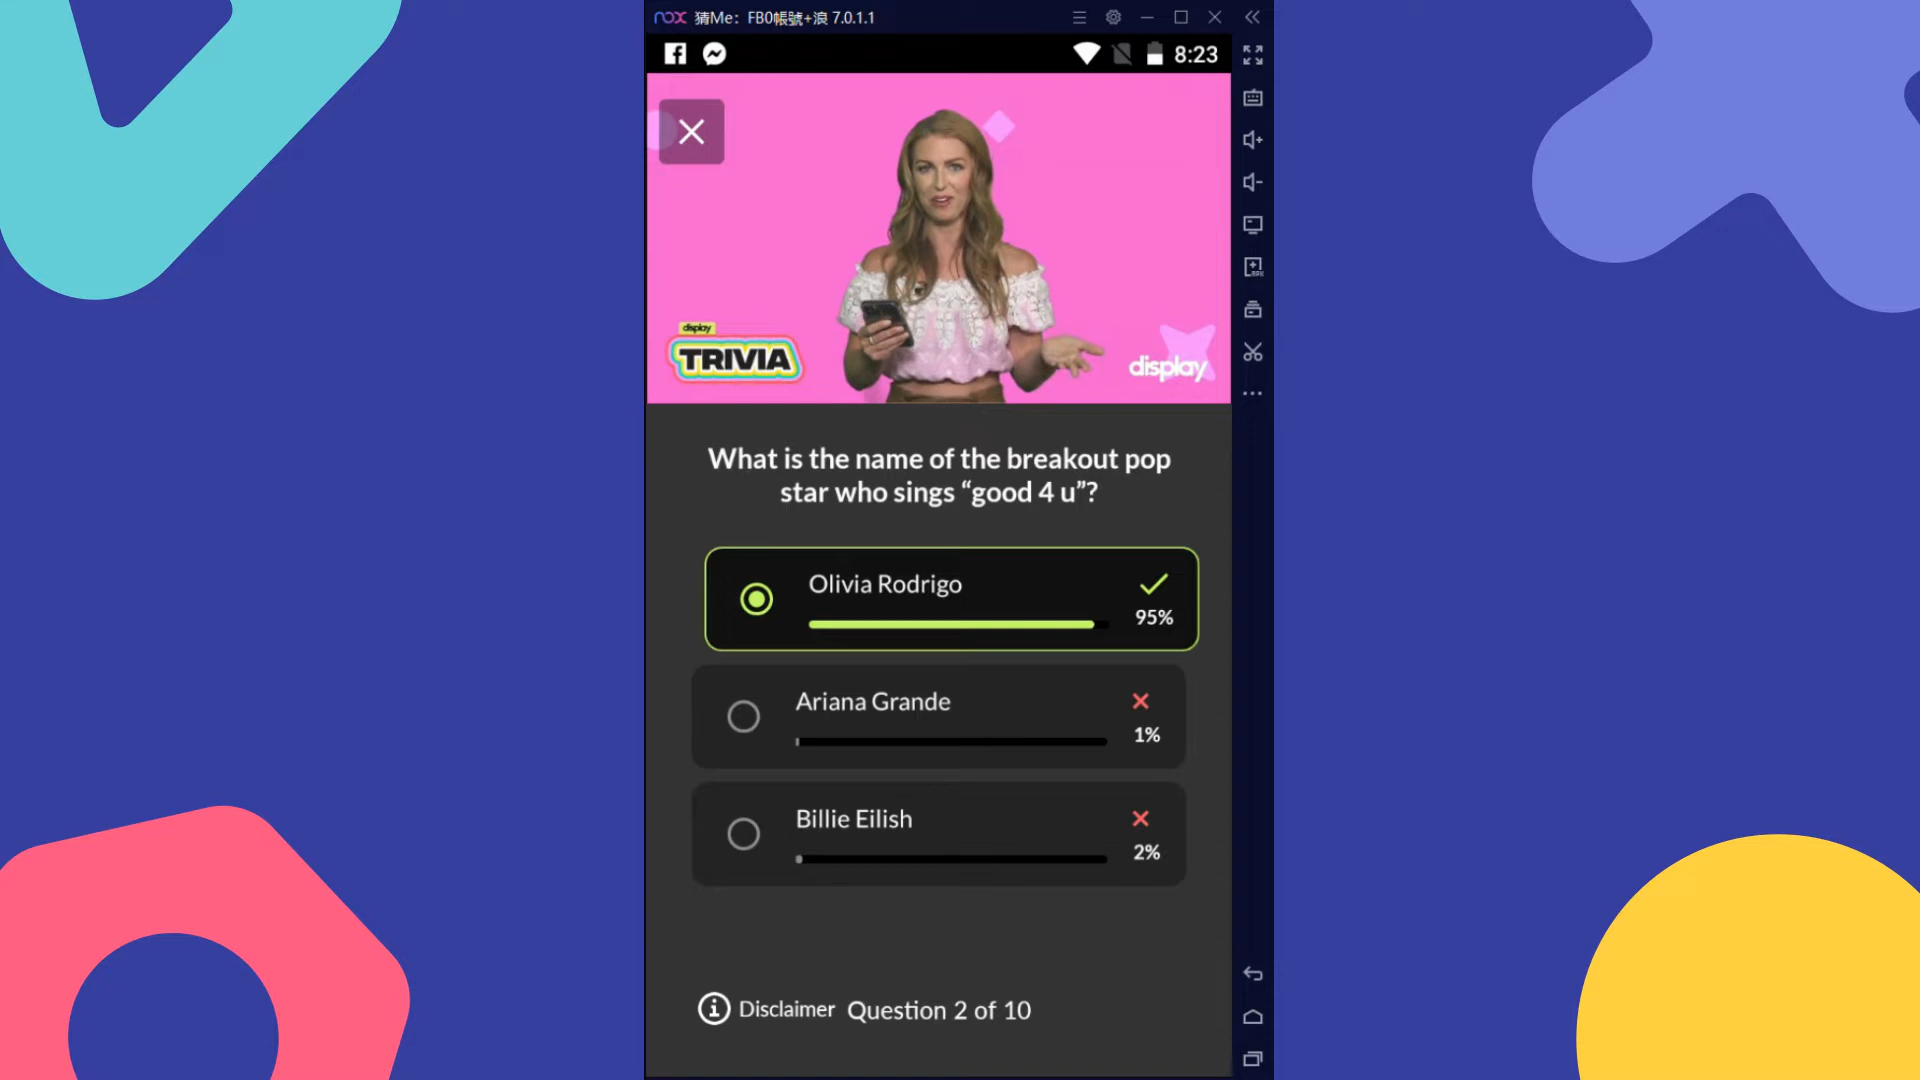 nox 猜Me: FB0帳號+浪 7.0.1.1
8:23
display
TRIVIA
display
What is the name of the breakout pop
star who sings “good 4 u”?
Olivia Rodrigo
95%
Ariana Grande
1%
Billie Eilish
2%
Disclaimer Question 2 of 10